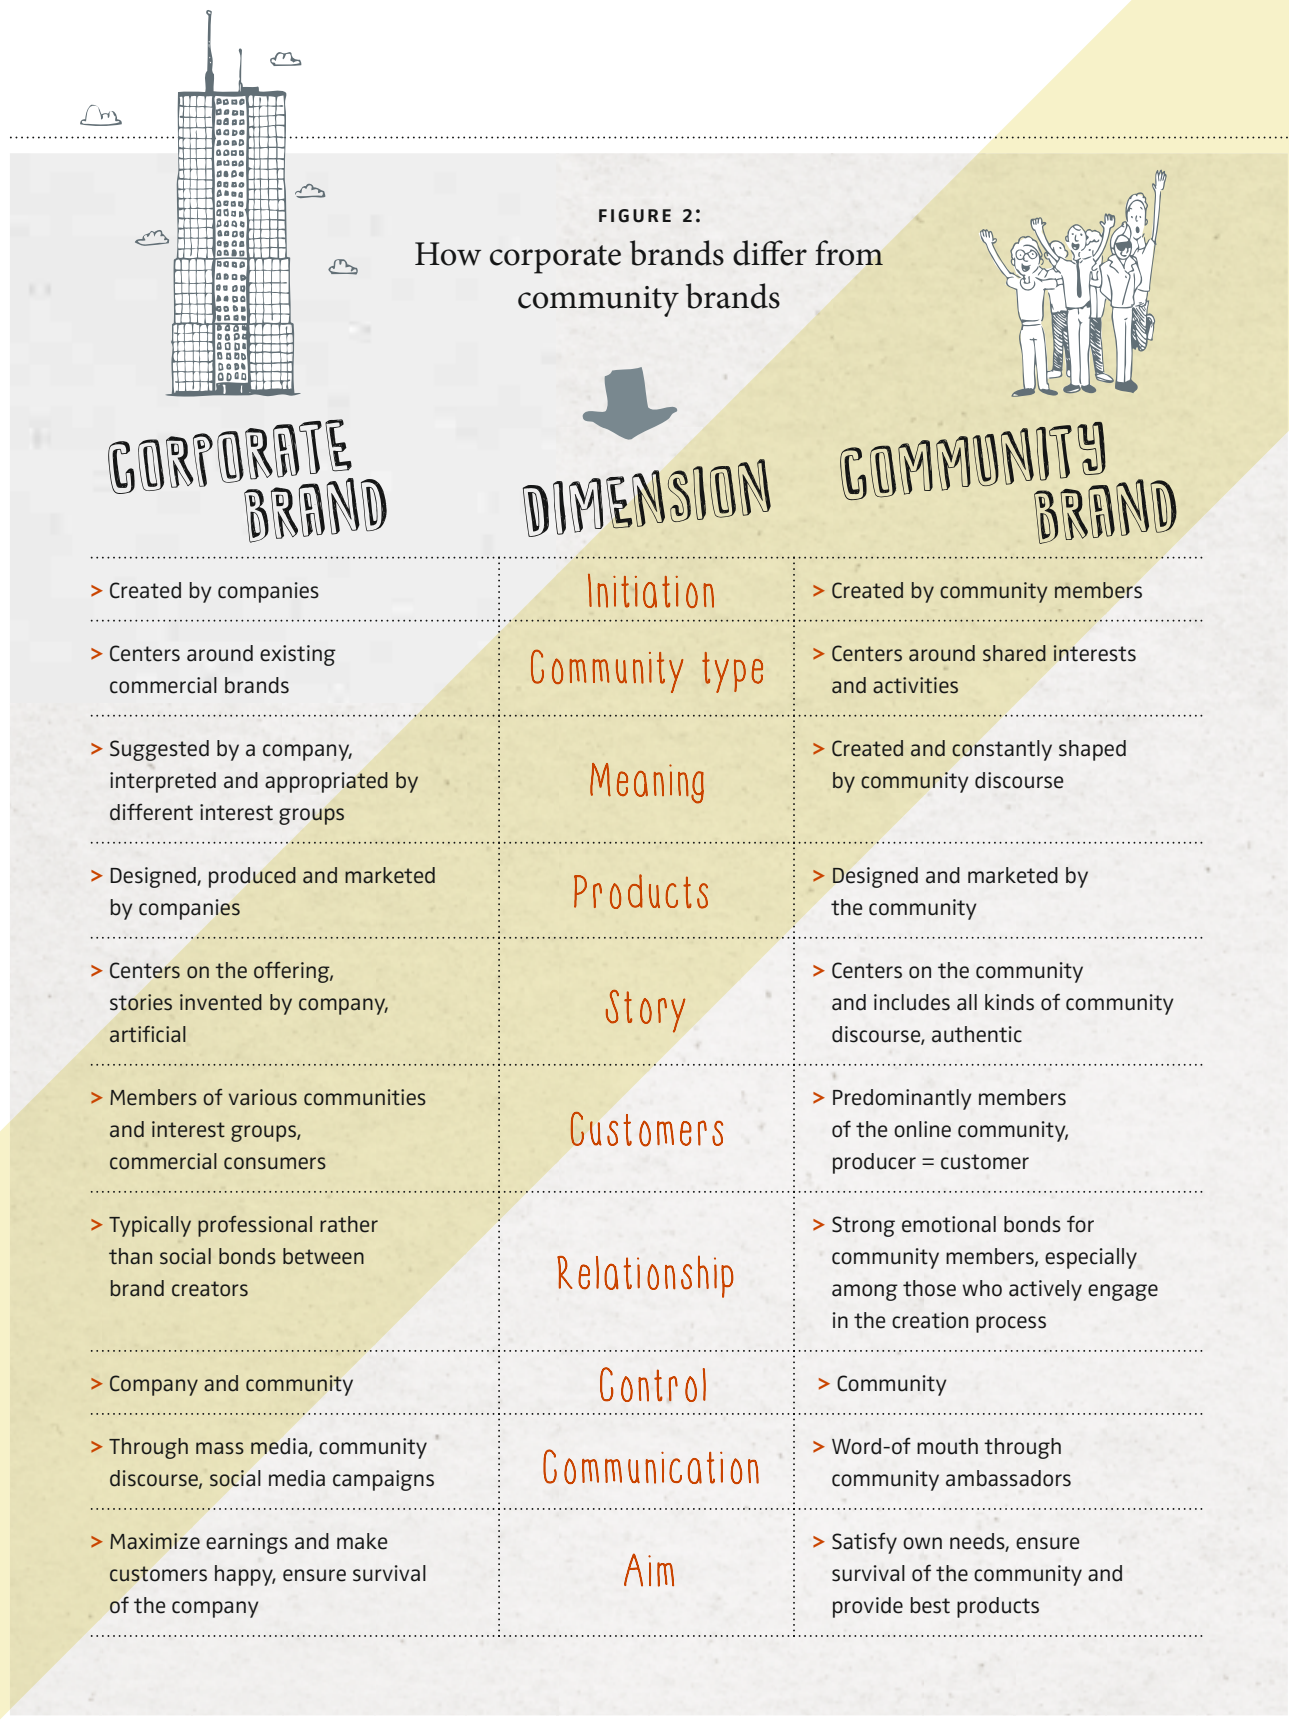 FIGURE 2:
How corporate brands differ from
community brands
CORPORATE
BRAND
DIMENSION
COMMUNITY
BRAND
> Created by companies
Initiation
> Created by community members
> Centers around existing
commercial brands
Community type
> Centers around shared interests
and activities
> Suggested by a company,
interpreted and appropriated by
different interest groups
Meaning
> Created and constantly shaped
by community discourse
> Designed, produced and marketed
by companies
Products
> Designed and marketed by
the community
> Centers on the offering,
stories invented by company,
artificial
Story
> Centers on the community
and includes all kinds of community
discourse, authentic
> Members of various communities
and interest groups,
commercial consumers
Customers
> Predominantly members
of the online community,
producer = customer
> Typically professional rather
than social bonds between
brand creators
Relationship
> Strong emotional bonds for
community members, especially
among those who actively engage
in the creation process
> Company and community
Control
> Community
> Through mass media, community
discourse, social media campaigns
Communication
> Word-of mouth through
community ambassadors
> Maximize earnings and make
customers happy, ensure survival
of the company
Aim
> Satisfy own needs, ensure
survival of the community and
provide best products